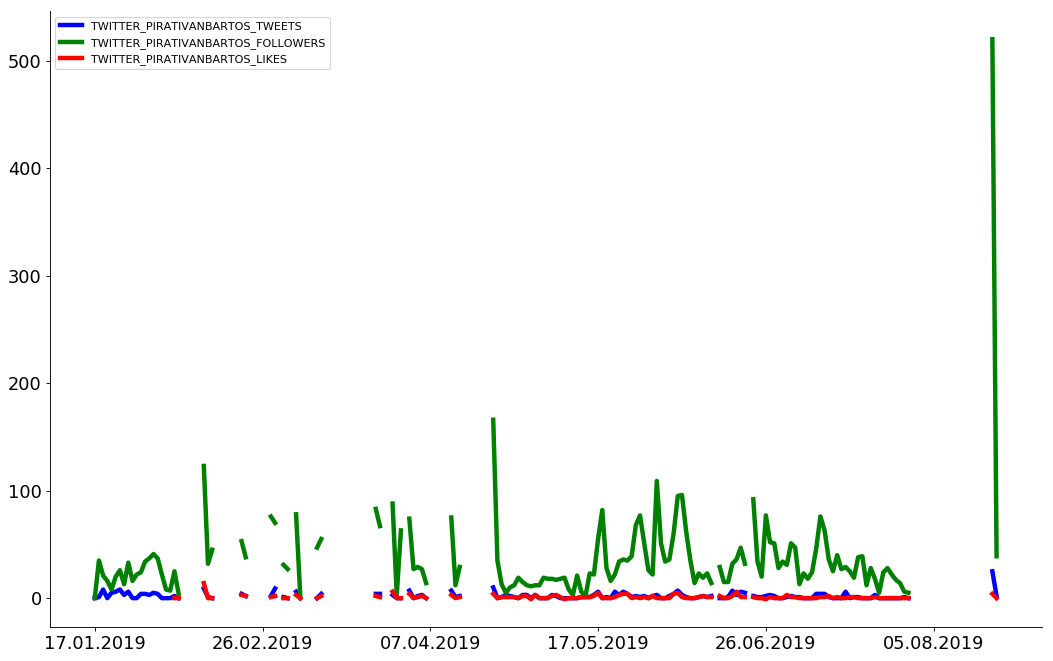 TWITTER_PIRATIVANBARTOS_TWEETS
TWITTER_PIRATIVANBARTOS_FOLLOWERS
TWITTER_PIRATIVANBARTOS_LIKES
500
400
300
200
100
0
17.01.2019 26.02.2019 07.04.2019 17.05.2019 26.06.2019 05.08.2019